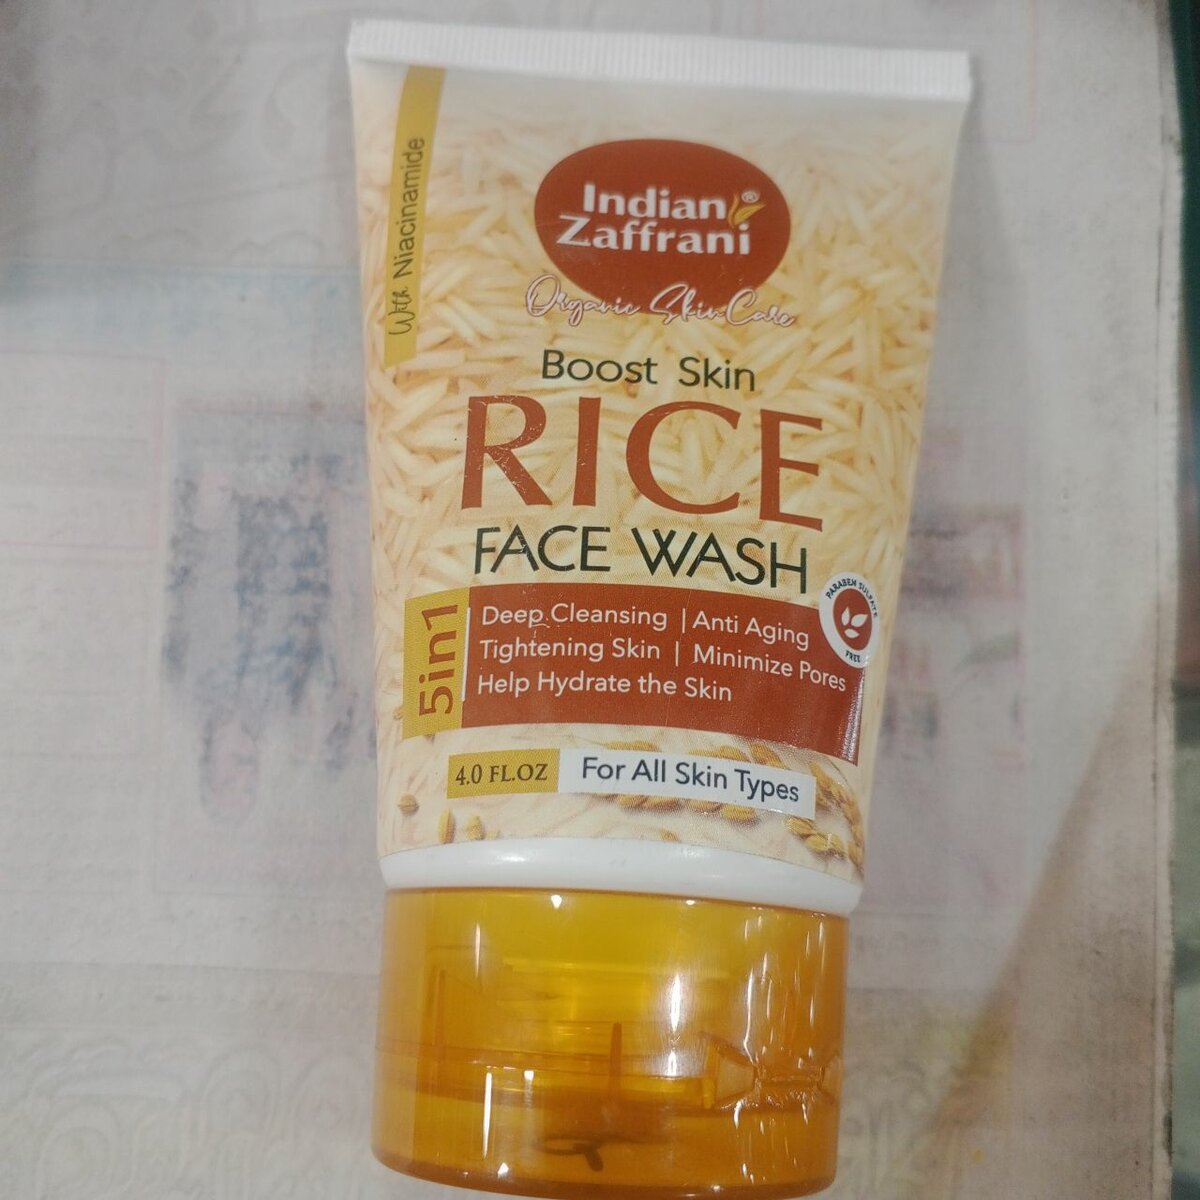 With Niacinamide
Indian ®
Zaffrani
Organic Skin Care
Boost Skin
RICE
FACE WASH
5in1
Deep Cleansing | Anti Aging
Tightening Skin | Minimize Pores
Help Hydrate the Skin
PARABEN SULFATE
FREE
4.0 FL.OZ
For All Skin Types